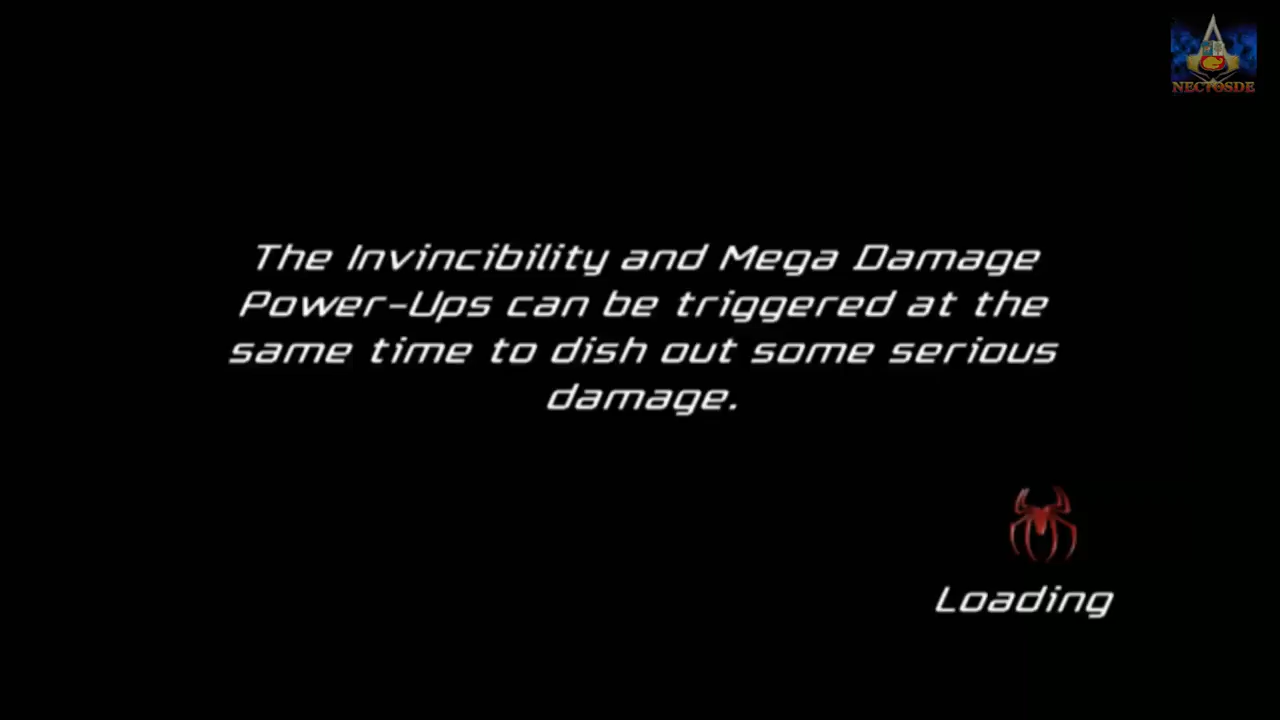 NECTOSDE
The Invincibility and Mega Damage
Power-Ups can be triggered at the
same time to dish out some serious
damage.
Loading